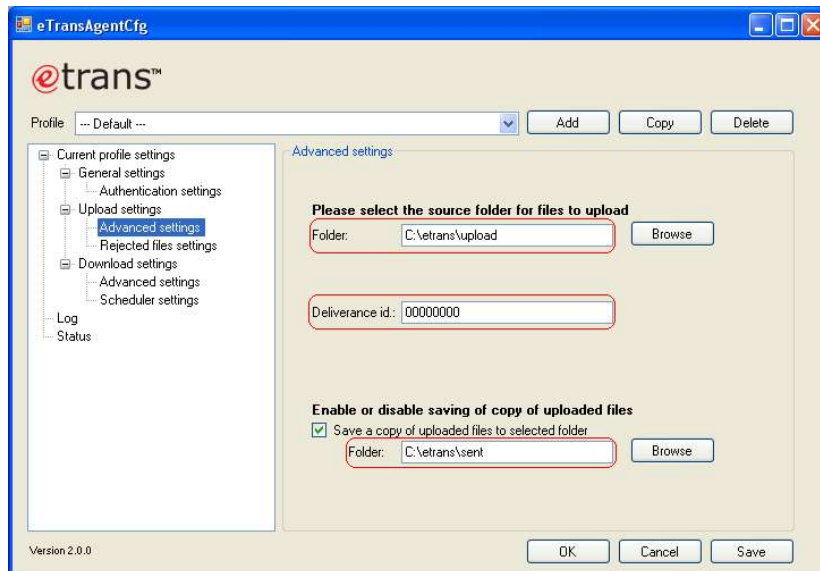 eTransAgentCfg
etrans™
Profile --- Default --- Add Copy Delete
Current profile settings
General settings
Authentication settings
Upload settings
Advanced settings
Rejected files settings
Download settings
Advanced settings
Scheduler settings
Log
Status
Advanced settings
Please select the source folder for files to upload
Folder: C:\etrans\upload Browse
Deliverance id.: 00000000
Enable or disable saving of copy of uploaded files
Save a copy of uploaded files to selected folder
Folder: C:\etrans\sent Browse
Version 2.0.0 OK Cancel Save